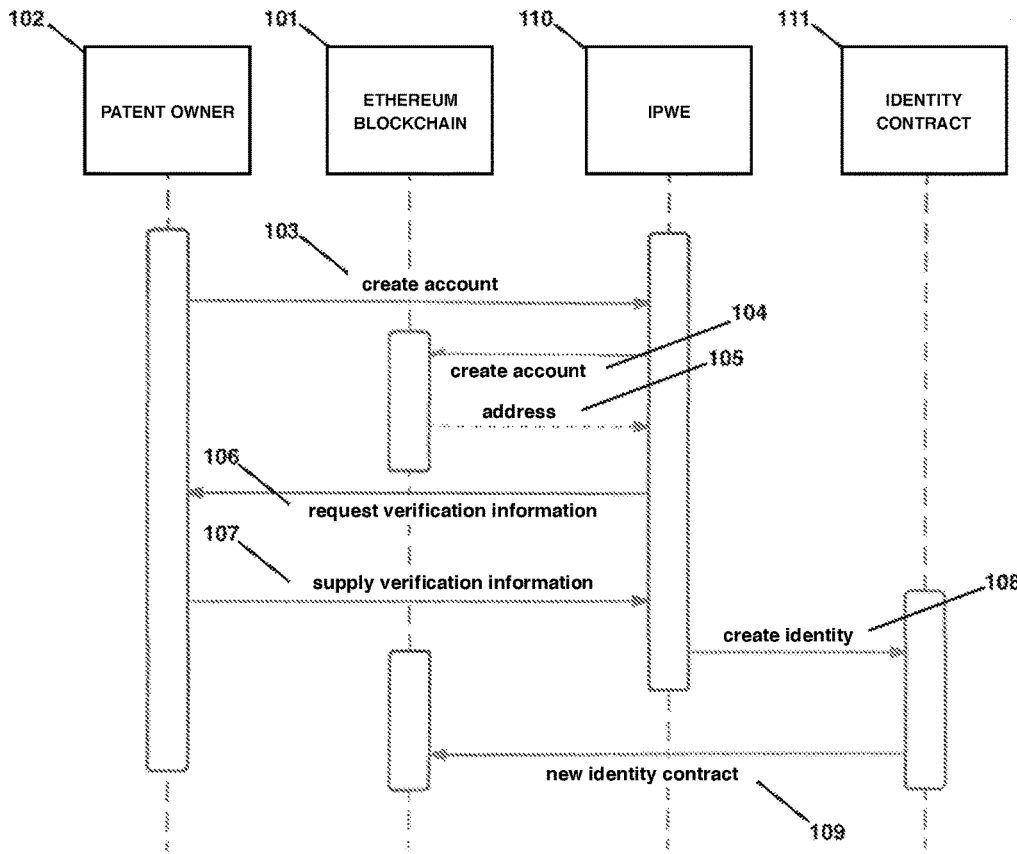 102
101
110
111
PATENT OWNER
ETHEREUM
BLOCKCHAIN
IPWE
IDENTITY
CONTRACT
103
create account
104
create account
105
address
106
request verification information
107
supply verification information
108
create identity
new identity contract
109